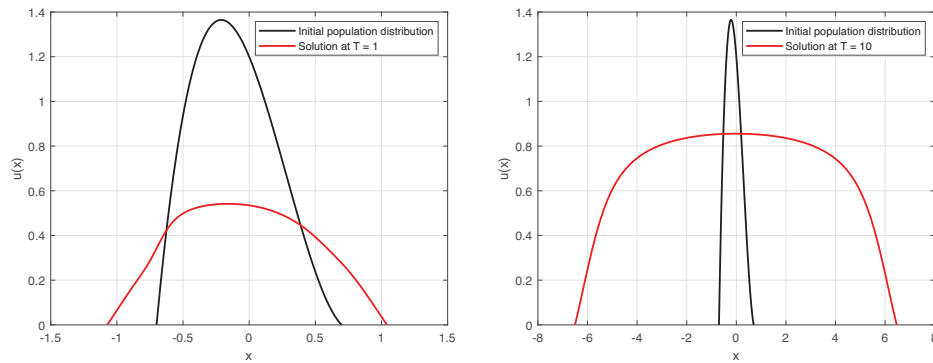 1.4
1.2
1
0.8
0.6
0.4
0.2
0
-1.5 -1 -0.5 0 0.5 1 1.5
x
u(x)
Initial population distribution
Solution at T = 1
1.4
1.2
1
0.8
0.6
0.4
0.2
0
-8 -6 -4 -2 0 2 4 6 8
x
u(x)
Initial population distribution
Solution at T = 10